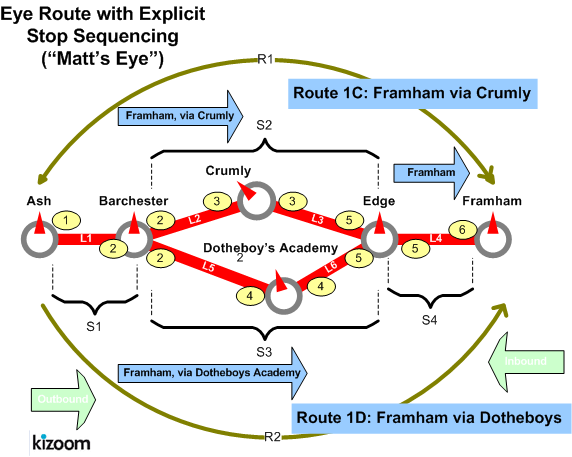 Eye Route with Explicit
Stop Sequencing
(“Matt’s Eye”)
R1
Route 1C: Framham via Crumly
Framham, via Crumly
S2
Crumly
Framham
Ash
Barchester
Edge
Framham
1
2
3
3
5
6
L1
L2
L3
L4
2
2
5
5
Dotheboy’s Academy
2
L5
L6
4
4
S1
S3
S4
Framham, via Dotheboys Academy
Inbound
Outbound
Route 1D: Framham via Dotheboys
R2
kizoom